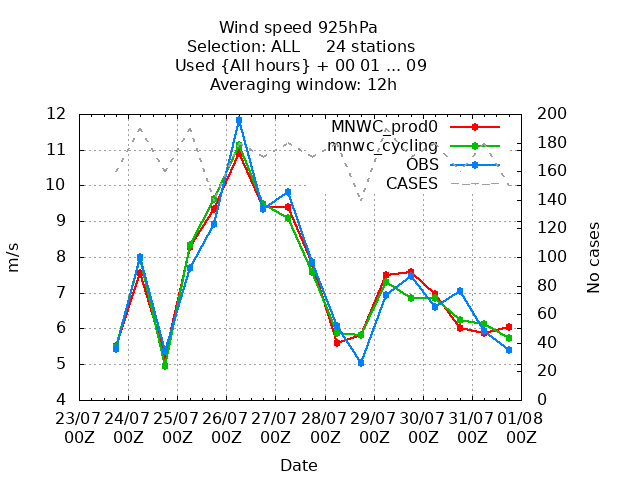 Wind speed 925hPa
Selection: ALL 24 stations
Used {All hours} + 00 01 ... 09
Averaging window: 12h
MNWC_prod0
mnwc_cycling
OBS
CASES
12
11
10
9
8
7
6
5
4
m/s
200
180
160
140
120
100
80
60
40
20
0
No cases
23/07 24/07 25/07 26/07 27/07 28/07 29/07 30/07 31/07 01/08
00Z 00Z 00Z 00Z 00Z 00Z 00Z 00Z 00Z 00Z
Date